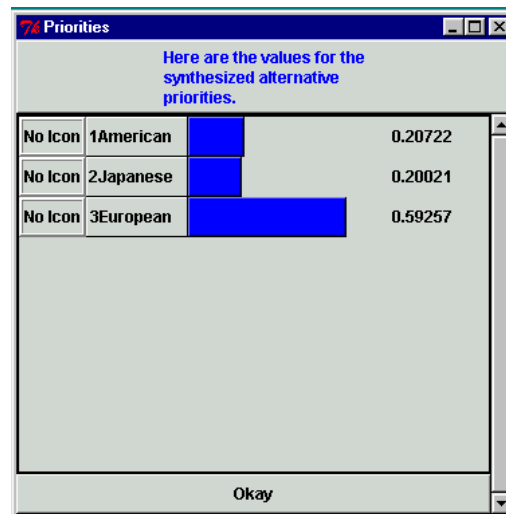 Priorities
Here are the values for the
synthesized alternative
priorities.
No Icon 1American 0.20722
No Icon 2Japanese 0.20021
No Icon 3European 0.59257
Okay